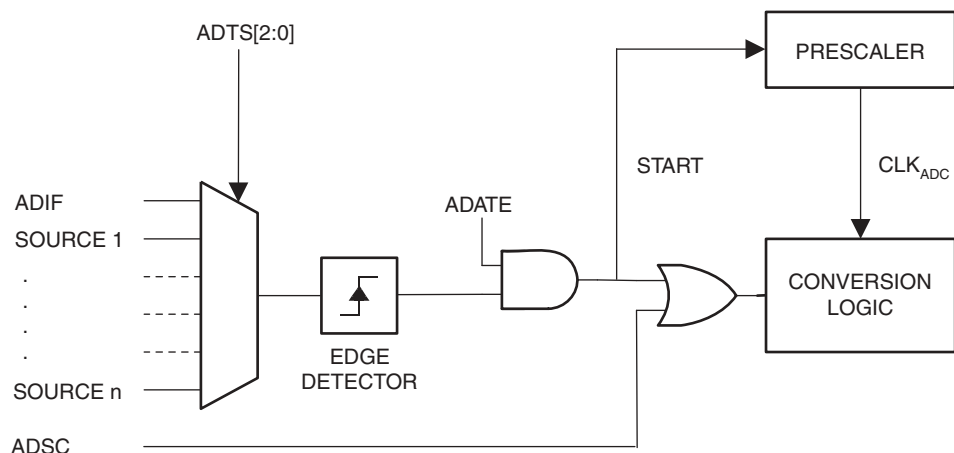 ADTS[2:0]
PRESCALER
START
CLKADC
ADIF
ADATE
SOURCE 1
.
.
.
.
CONVERSION
LOGIC
EDGE
DETECTOR
SOURCE n
ADSC